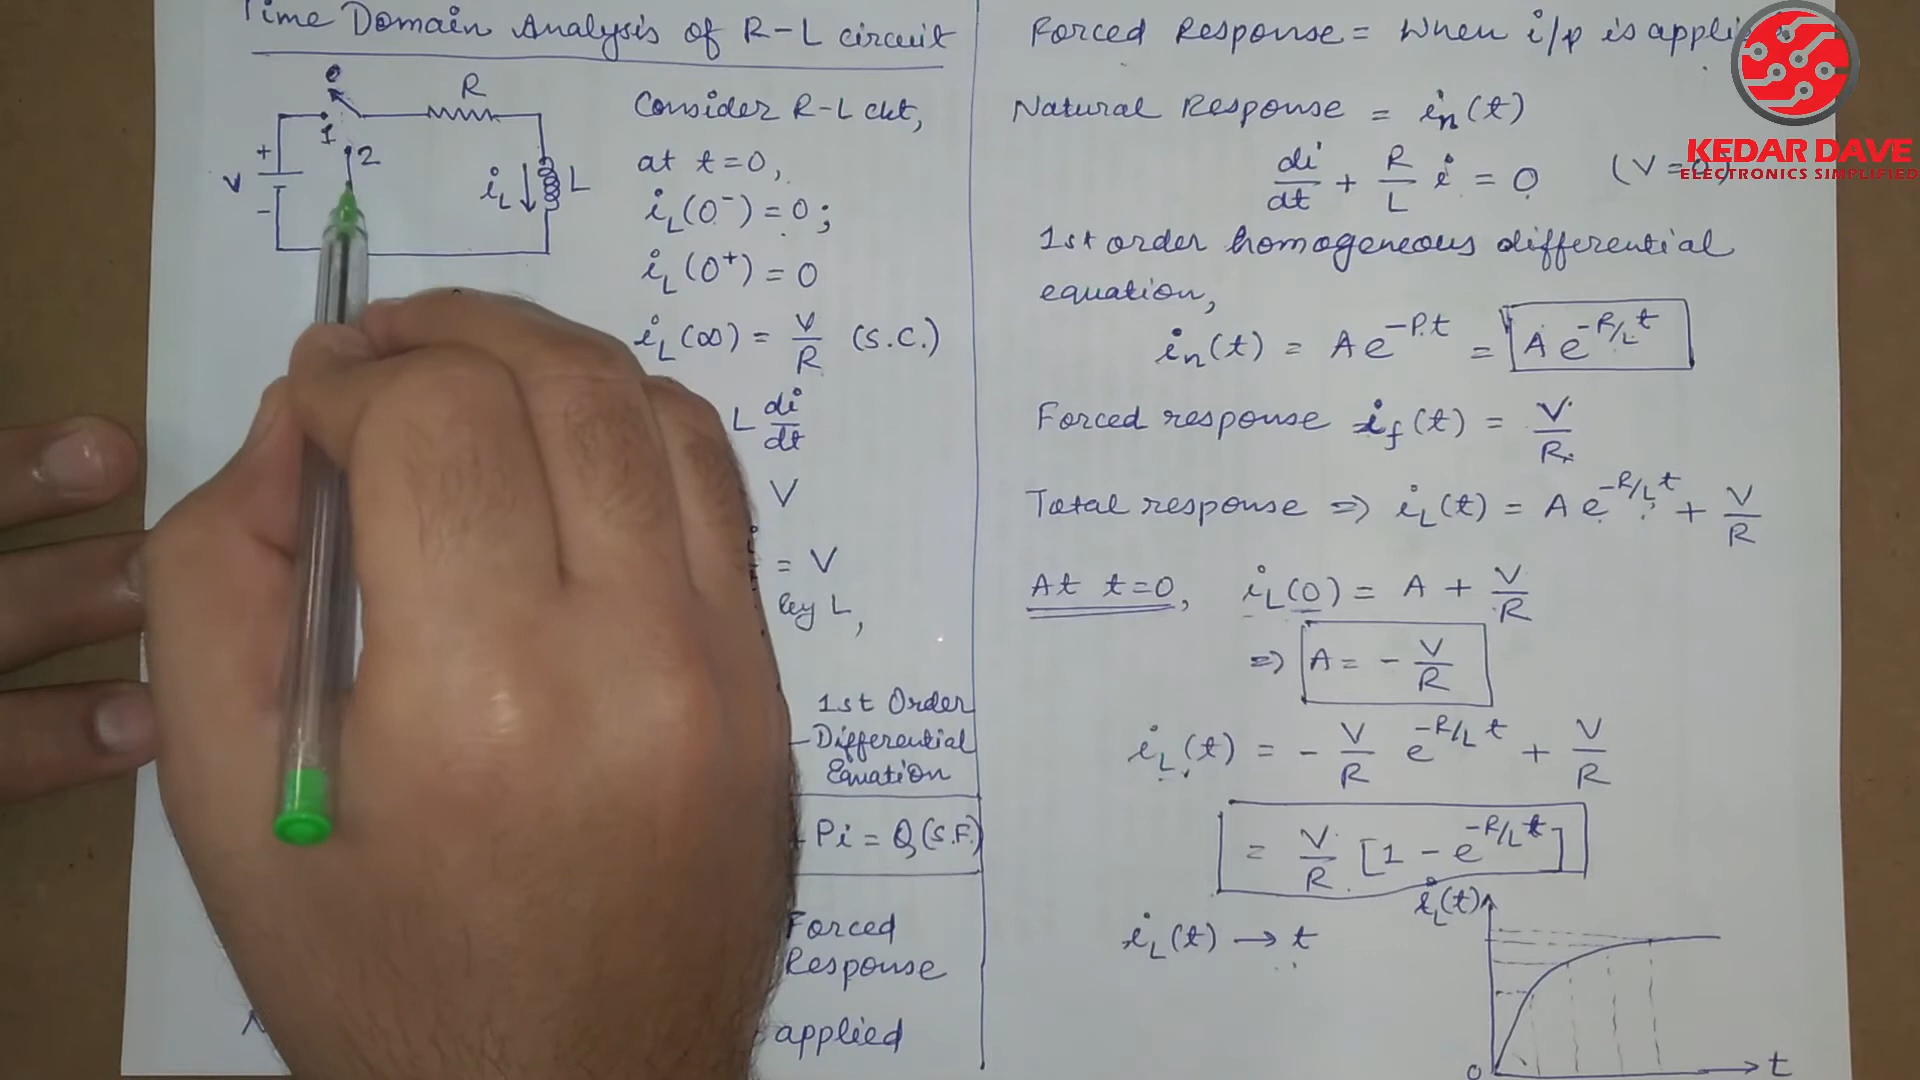 Time Domain Analysis of R-L circuit
R
1
2
+
V
-
iL
L
Consider R-L ckt,
at t=0,
iL(0⁻) = 0;
iL(0⁺) = 0
iL(∞) = V/R (S.C.)
L di/dt
V
= V
by L,
1st Order
Differential
Equation
+ Pi = Q (S.F.)
Forced
Response
applied
Forced Response = When i/p is applied
Natural Response = in(t)
di/dt + R/L i = 0 (V=0)
1st order homogeneous differential
equation,
in(t) = Ae^-P.t = Ae^-R/L t
Forced response if(t) = V/R
Total response ⇒ iL(t) = Ae^-R/L t + V/R
At t=0, iL(0) = A + V/R
⇒ A = - V/R
iL(t) = - V/R e^-R/L t + V/R
= V/R [1 - e^-R/L t]
iL(t) → t
iL(t)
0
t
KEDAR DAVE
ELECTRONICS SIMPLIFIED